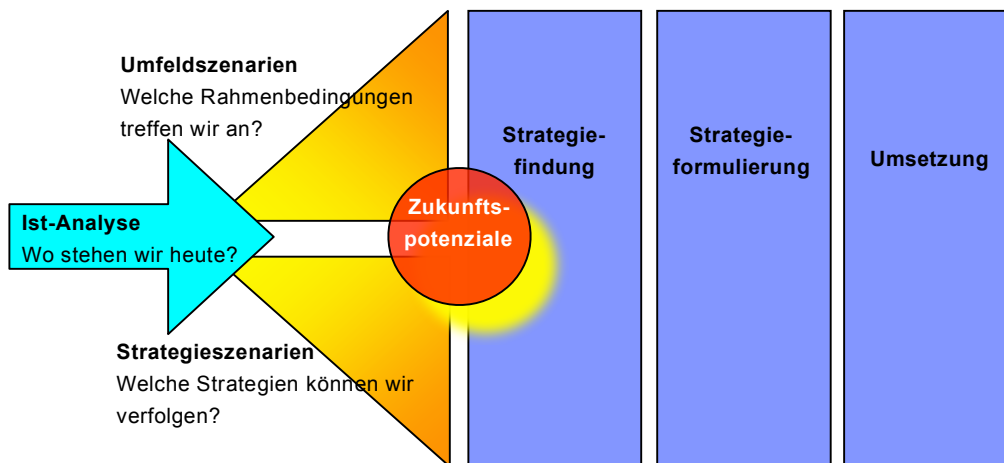 Umfeldszenarien
Welche Rahmenbedingungen
treffen wir an?
Ist-Analyse
Wo stehen wir heute?
Strategieszenarien
Welche Strategien können wir
verfolgen?
Zukunfts-
potenziale
Strategie-
findung
Strategie-
formulierung
Umsetzung